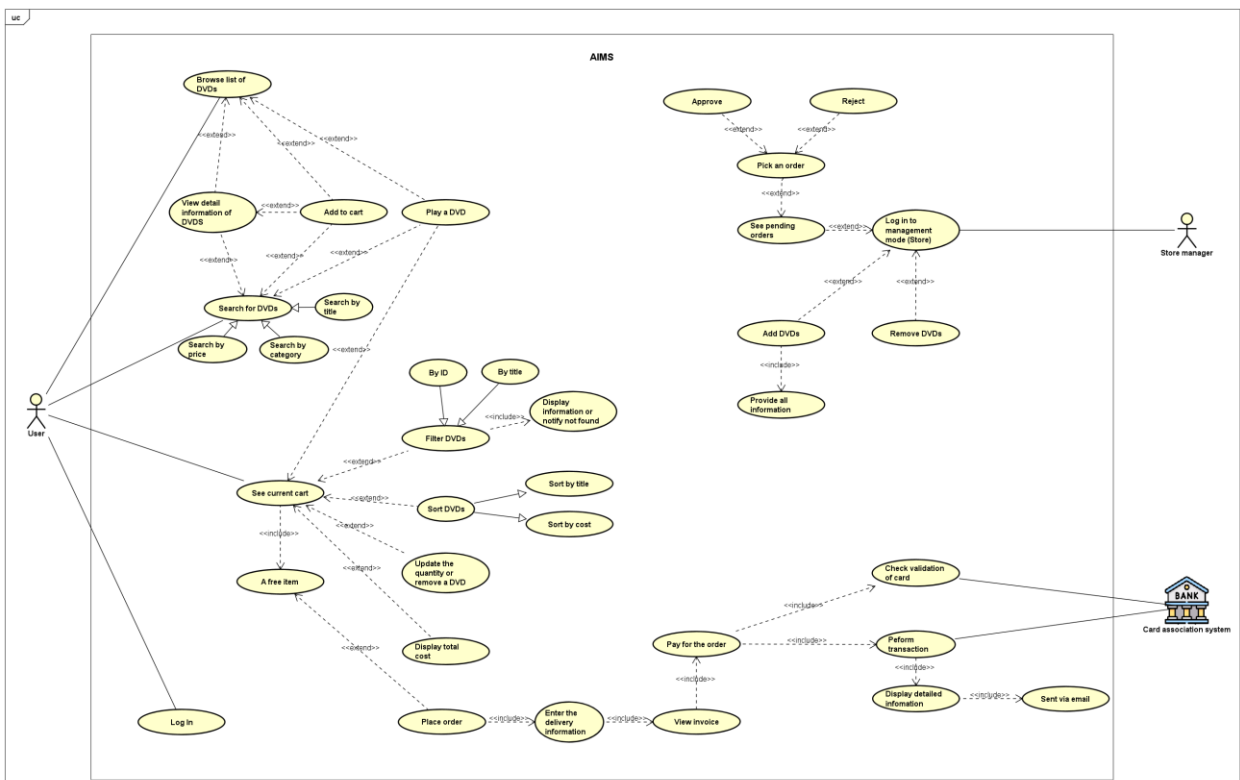 uc
AIMS
Browse list of
DVDs
Approve
Reject
<<extend>>
<<extend>>
<<extend>>
<<extend>>
<<extend>>
Pick an order
View detail
information of
DVDS
<<extend>>
Add to cart
Play a DVD
<<extend>>
See pending
orders
<<extend>>
Log in to
management
mode (Store)
Store manager
<<extend>>
<<extend>>
<<extend>>
<<extend>>
<<extend>>
Search for DVDs
Search by
title
Search by
price
Search by
category
<<extend>>
Add DVDs
Remove DVDs
<<include>>
By ID
By title
Provide all
information
<<include>>
Display
information or
notify not found
User
Filter DVDs
<<extend>>
See current cart
<<extend>>
Sort DVDs
Sort by title
Sort by cost
<<extend>>
<<include>>
<<extend>>
A free item
Update the
quantity or
remove a DVD
Check validation
of card
BANK
Card association system
<<include>>
<<extend>>
Display total
cost
Pay for the order
<<include>>
Peform
transaction
<<include>>
<<include>>
Display detailed
infomation
<<include>>
Sent via email
Log in
Place order
<<include>>
Enter the
delivery
information
<<include>>
View invoice